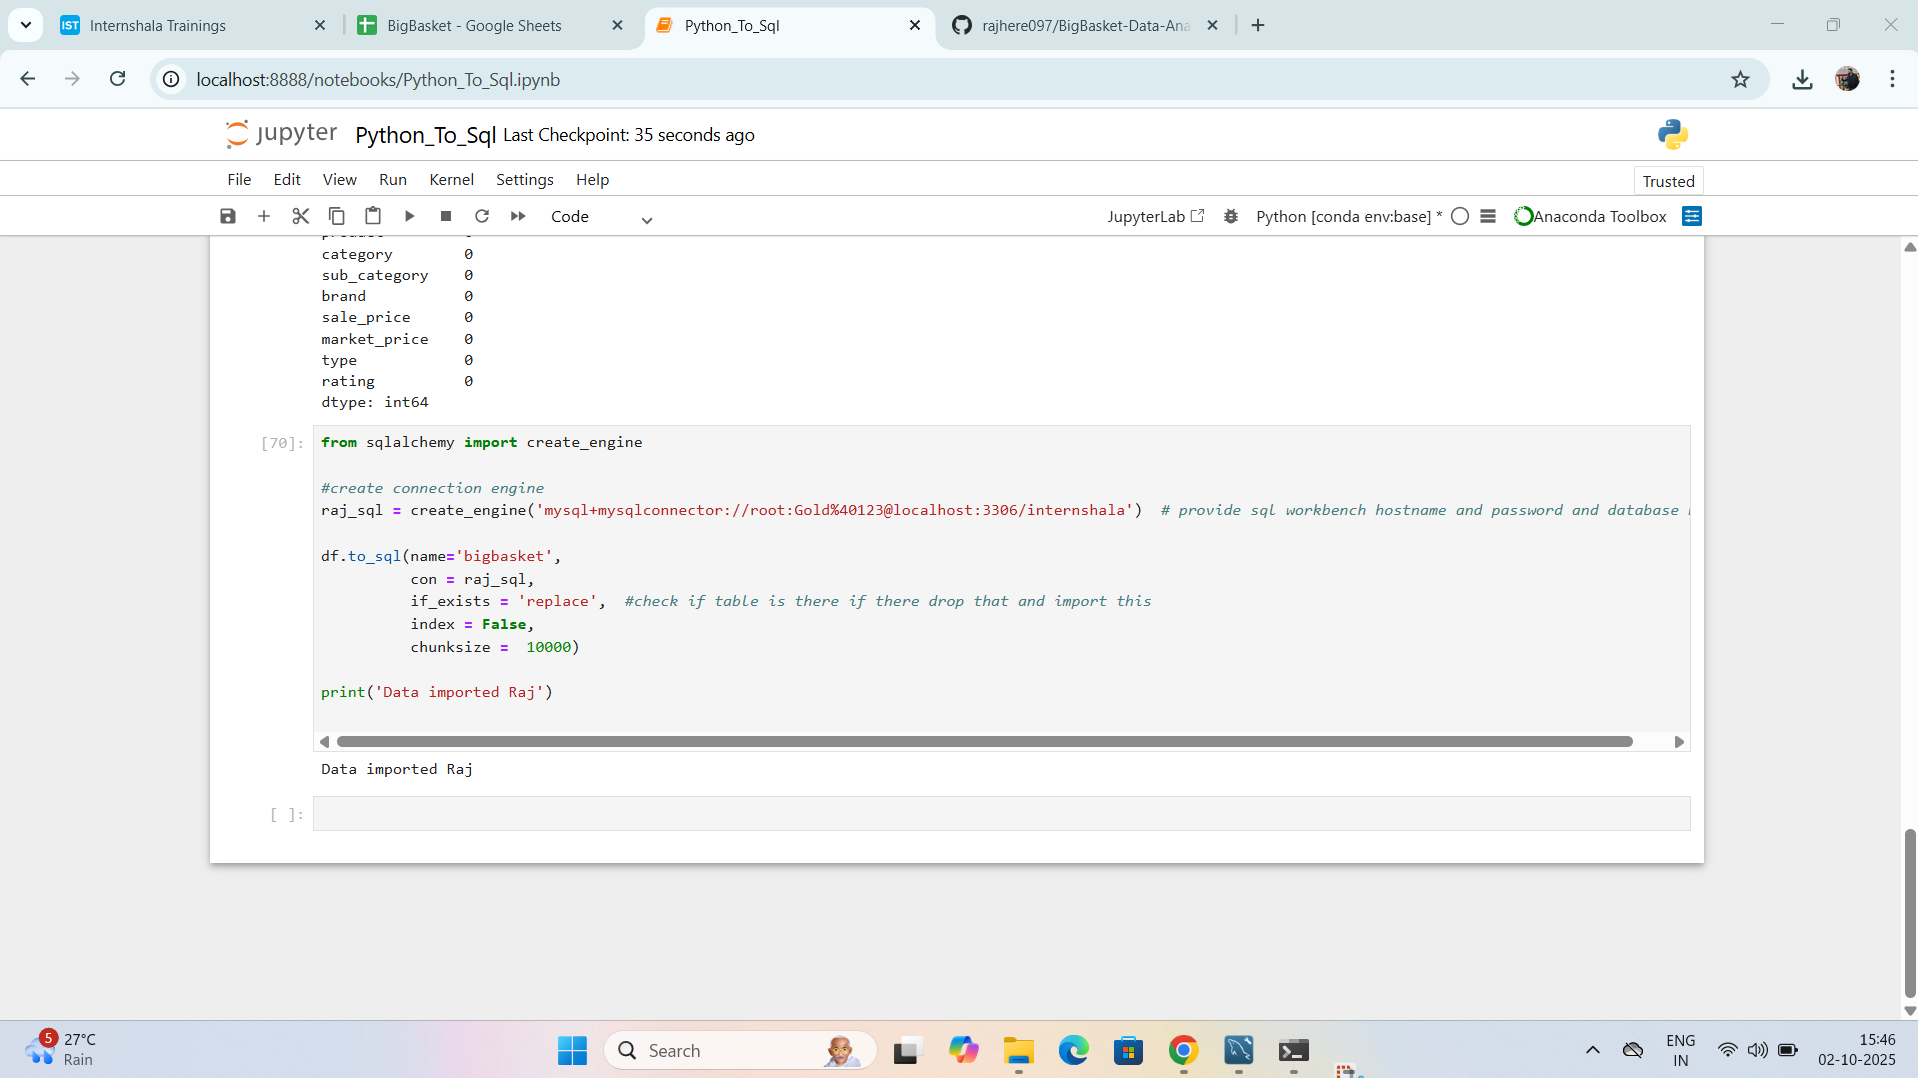 Internshala Trainings
BigBasket - Google Sheets
Python_To_Sql
rajhere097/BigBasket-Data-Ana
localhost:8888/notebooks/Python_To_Sql.ipynb
jupyter Python_To_Sql Last Checkpoint: 35 seconds ago
File Edit View Run Kernel Settings Help
Trusted
Code
JupyterLab
Python [conda env:base] *
Anaconda Toolbox
category 0
sub_category 0
brand 0
sale_price 0
market_price 0
type 0
rating 0
dtype: int64
[70]: from sqlalchemy import create_engine
#create connection engine
raj_sql = create_engine('mysql+mysqlconnector://root:Gold%40123@localhost:3306/internshala') # provide sql workbench hostname and password and database
df.to_sql(name='bigbasket',
con = raj_sql,
if_exists = 'replace', #check if table is there if there drop that and import this
index = False,
chunksize = 10000)
print('Data imported Raj')
Data imported Raj
[ ]:
5
27°C
Rain
Search
ENG
IN
15:46
02-10-2025